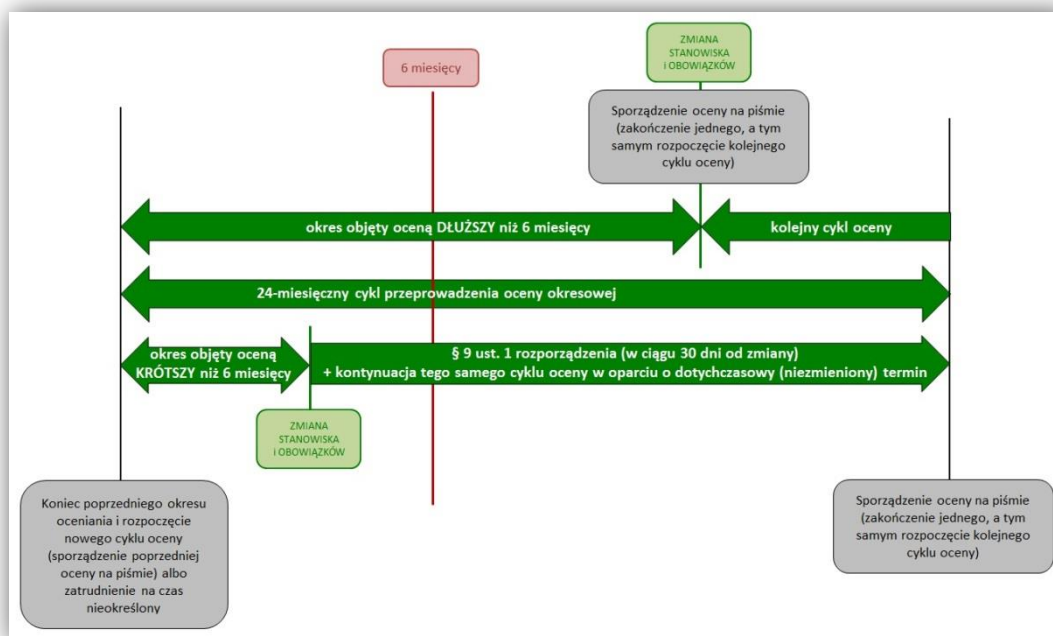 ZMIANA
STANOWISKA
i OBOWIĄZKÓW
6 miesięcy
Sporządzenie oceny na piśmie
(zakończenie jednego, a tym
samym rozpoczęcie kolejnego
cyklu oceny)
okres objęty oceną DŁUŻSZY niż 6 miesięcy
kolejny cykl oceny
24-miesięczny cykl przeprowadzenia oceny okresowej
okres objęty oceną
KRÓTSZY niż 6 miesięcy
§ 9 ust. 1 rozporządzenia (w ciągu 30 dni od zmiany)
+ kontynuacja tego samego cyklu oceny w oparciu o dotychczasowy (niezmieniony) termin
ZMIANA
STANOWISKA
i OBOWIĄZKÓW
Koniec poprzedniego okresu
oceniania i rozpoczęcie
nowego cyklu oceny
(sporządzenie poprzedniej
oceny na piśmie) albo
zatrudnienie na czas
nieokreślony
Sporządzenie oceny na piśmie
(zakończenie jednego, a tym
samym rozpoczęcie kolejnego
cyklu oceny)